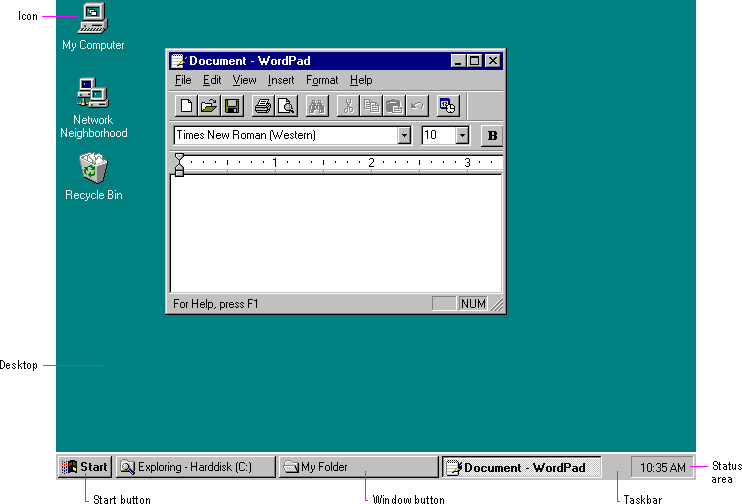 Icon
My Computer
Network
Neighborhood
Recycle Bin
Document - WordPad
File Edit View Insert Format Help
Times New Roman (Western) 10 B
1 2 3
For Help, press F1 NUM
Desktop
Start Exploring - Harddisk (C:) My Folder Document - WordPad 10:35 AM
Status
area
Start button Window button Taskbar